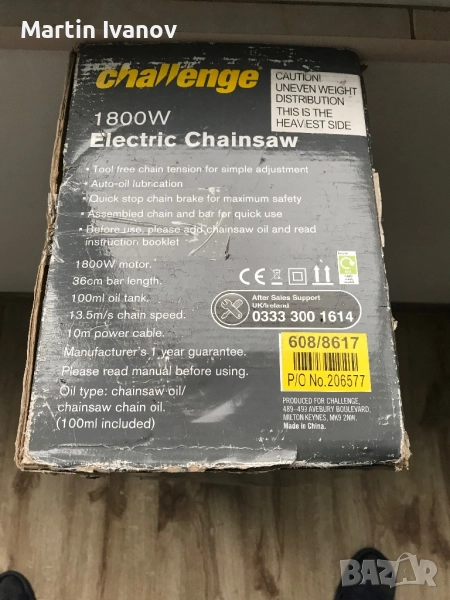 Martin Ivanov
challenge
CAUTION!
UNEVEN WEIGHT
DISTRIBUTION
THIS IS THE
HEAVIEST SIDE
1800W
Electric Chainsaw
• Tool free chain tension for simple adjustment
• Auto-oil lubrication
• Quick stop chain brake for maximum safety
• Assembled chain and bar for quick use
• Before use, please add chainsaw oil and read
instruction booklet
1800W motor.
36cm bar length.
100ml oil tank.
13.5m/s chain speed.
10m power cable.
Manufacturer's 1 year guarantee.
Please read manual before using.
Oil type: chainsaw oil/
chainsaw chain oil.
(100ml included)
CE
After Sales Support
UK/Ireland
0333 300 1614
608/8617
P/O No.206577
PRODUCED FOR CHALLENGE,
489-499 AVEBURY BOULEVARD,
MILTON KEYNES, MK9 2NW.
Made in China.
BAZAR